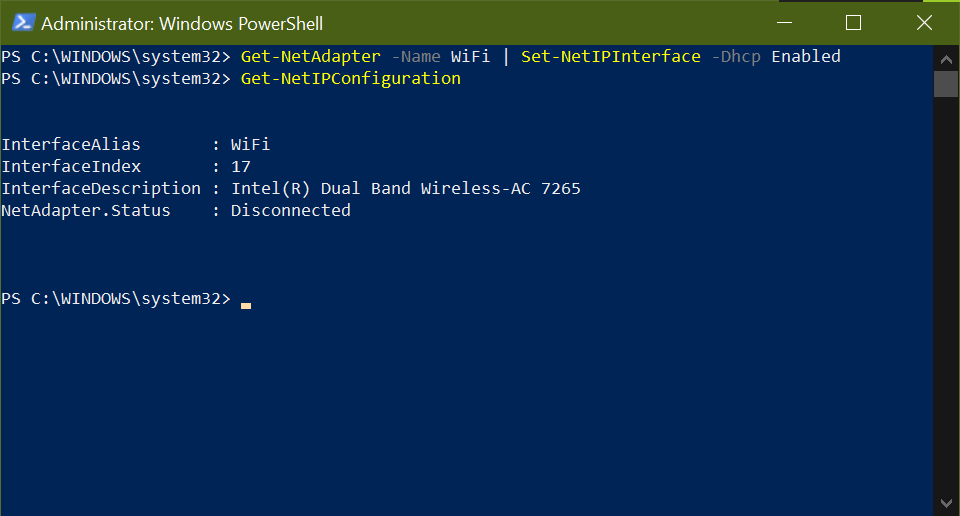 Administrator: Windows PowerShell
PS C:\WINDOWS\system32> Get-NetAdapter -Name WiFi | Set-NetIPInterface -Dhcp Enabled
PS C:\WINDOWS\system32> Get-NetIPConfiguration
InterfaceAlias       : WiFi
InterfaceIndex       : 17
InterfaceDescription : Intel(R) Dual Band Wireless-AC 7265
NetAdapter.Status    : Disconnected
PS C:\WINDOWS\system32>